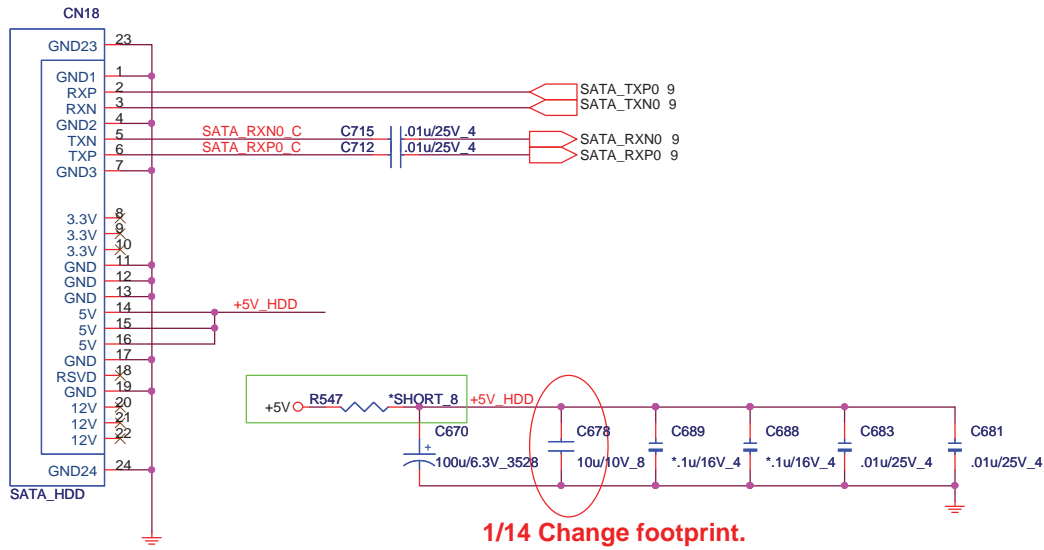 CN18
GND23 23
GND1 1
RXP 2
RXN 3
GND2 4
TXN 5
TXP 6
GND3 7
3.3V 8
3.3V 9
3.3V 10
GND 11
GND 12
GND 13
5V 14
5V 15
5V 16
GND 17
RSVD 18
GND 19
12V 20
12V 21
12V 22
GND24 24
SATA_HDD
SATA_TXP0 9
SATA_TXN0 9
SATA_RXN0_C C715 .01u/25V_4 SATA_RXN0 9
SATA_RXP0_C C712 .01u/25V_4 SATA_RXP0 9
+5V_HDD
+5V R547 *SHORT_8 +5V_HDD
C670 C678 C689 C688 C683 C681
+
100u/6.3V_3528 10u/10V_8 *.1u/16V_4 *.1u/16V_4 .01u/25V_4 .01u/25V_4
1/14 Change footprint.